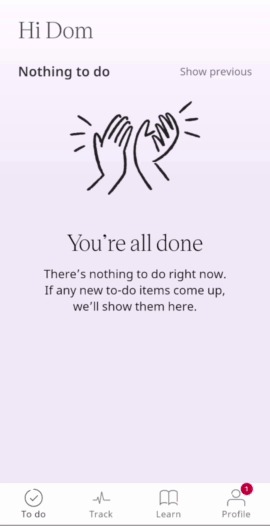 Hi Dom
Nothing to do
Show previous
You're all done
There's nothing to do right now.
If any new to-do items come up,
we'll show them here.
To do
Track
Learn
1
Profile